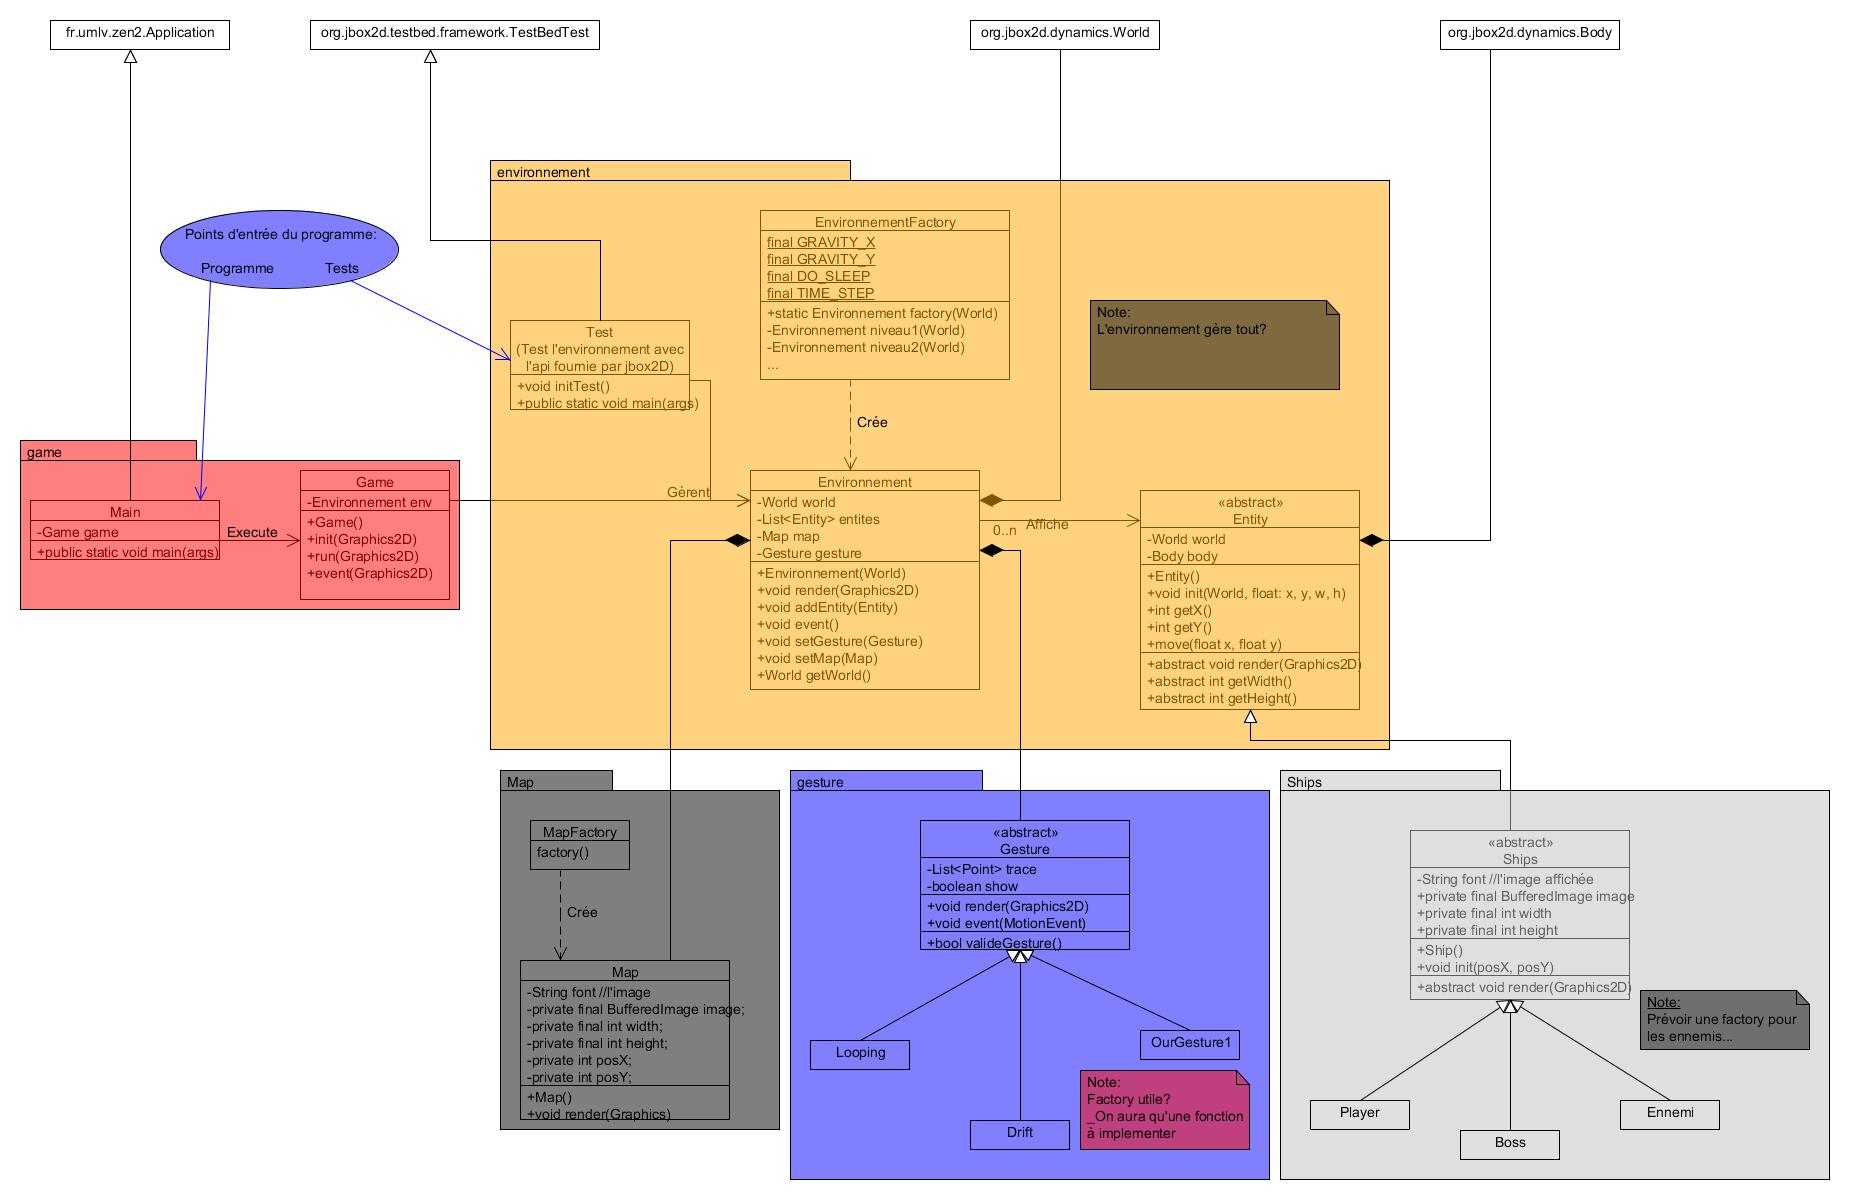 fr.umlv.zen2.Application
org.jbox2d.testbed.framework.TestBedTest
org.jbox2d.dynamics.World
org.jbox2d.dynamics.Body
environnement
Points d'entrée du programme:
Programme
Tests
EnvironnementFactory
final GRAVITY_X
final GRAVITY_Y
final DO_SLEEP
final TIME_STEP
+static Environnement factory(World)
-Environnement niveau1(World)
-Environnement niveau2(World)
...
Note:
L'environnement gère tout?
Test
(Test l'environnement avec
l'api fournie par jbox2D)
+void initTest()
+public static void main(args)
Crée
game
Main
-Game game
+public static void main(args)
Execute
Game
-Environnement env
+Game()
+init(Graphics2D)
+run(Graphics2D)
+event(Graphics2D)
Gèrent
Environnement
-World world
-List<Entity> entites
-Map map
-Gesture gesture
+Environnement(World)
+void render(Graphics2D)
+void addEntity(Entity)
+void event()
+void setGesture(Gesture)
+void setMap(Map)
+World getWorld()
0..n
Affiche
«abstract»
Entity
-World world
-Body body
+Entity()
+void init(World, float: x, y, w, h)
+int getX()
+int getY()
+move(float x, float y)
+abstract void render(Graphics2D)
+abstract int getWidth()
+abstract int getHeight()
Map
MapFactory
factory()
Crée
Map
-String font //l'image
-private final BufferedImage image;
-private final int width;
-private final int height;
-private int posX;
-private int posY;
+Map()
+void render(Graphics)
gesture
«abstract»
Gesture
-List<Point> trace
-boolean show
+void render(Graphics2D)
+void event(MotionEvent)
+bool valideGesture()
Looping
Drift
OurGesture1
Note:
Factory utile?
_On aura qu'une fonction
à implementer
Ships
«abstract»
Ships
-String font //l'image affichée
+private final BufferedImage image
+private final int width
+private final int height
+Ship()
+void init(posX, posY)
+abstract void render(Graphics2D)
Note:
Prévoir une factory pour
les ennemis...
Player
Boss
Ennemi